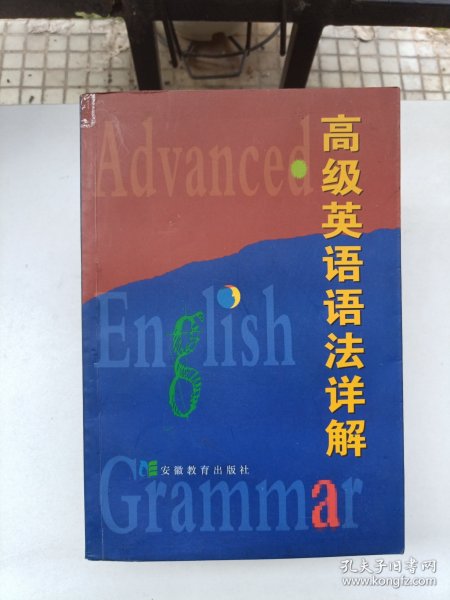 Advanced
高级英语语法详解
English
安徽教育出版社
Grammar
孔夫子旧书网
www.kongfz.com